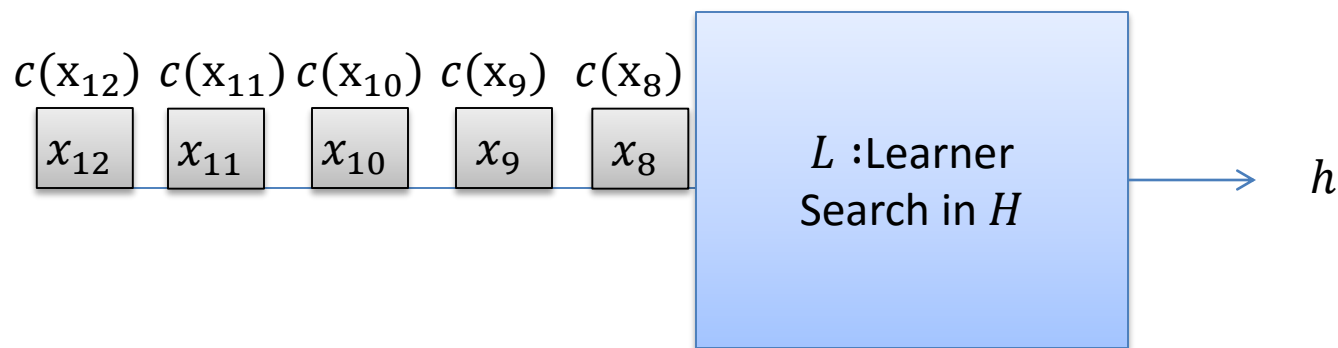 c(x₁₂) c(x₁₁) c(x₁₀) c(x₉) c(x₈)
x₁₂ x₁₁ x₁₀ x₉ x₈
L :Learner
Search in H
h